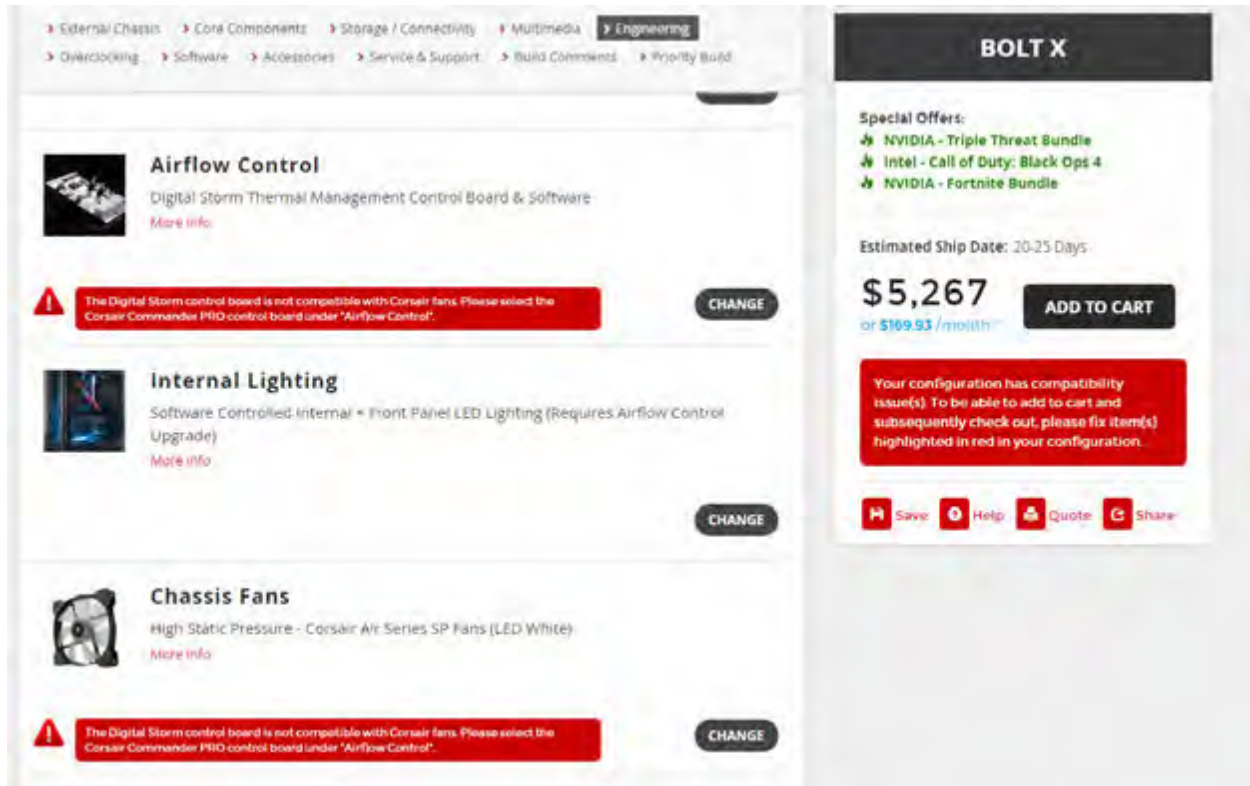 External Chassis Core Components Storage / Connectivity Multimedia Engineering
Overclocking Software Accessories Service & Support Build Comments Priority Build
Airflow Control
Digital Storm Thermal Management Control Board & Software
More Info
The Digital Storm control board is not compatible with Corsair fans. Please select the
Corsair Commander PRO control board under "Airflow Control".
CHANGE
Internal Lighting
Software Controlled Internal + Front Panel LED Lighting (Requires Airflow Control
Upgrade)
More Info
CHANGE
Chassis Fans
High Static Pressure - Corsair Air Series SP Fans (LED White)
More Info
The Digital Storm control board is not compatible with Corsair fans. Please select the
Corsair Commander PRO control board under "Airflow Control".
CHANGE
BOLT X
Special Offers:
NVIDIA - Triple Threat Bundle
Intel - Call of Duty: Black Ops 4
NVIDIA - Fortnite Bundle
Estimated Ship Date: 20-25 Days
$5,267
or $169.93 /month
ADD TO CART
Your configuration has compatibility
issue(s). To be able to add to cart and
subsequently check out, please fix item(s)
highlighted in red in your configuration.
Save Help Quote Share